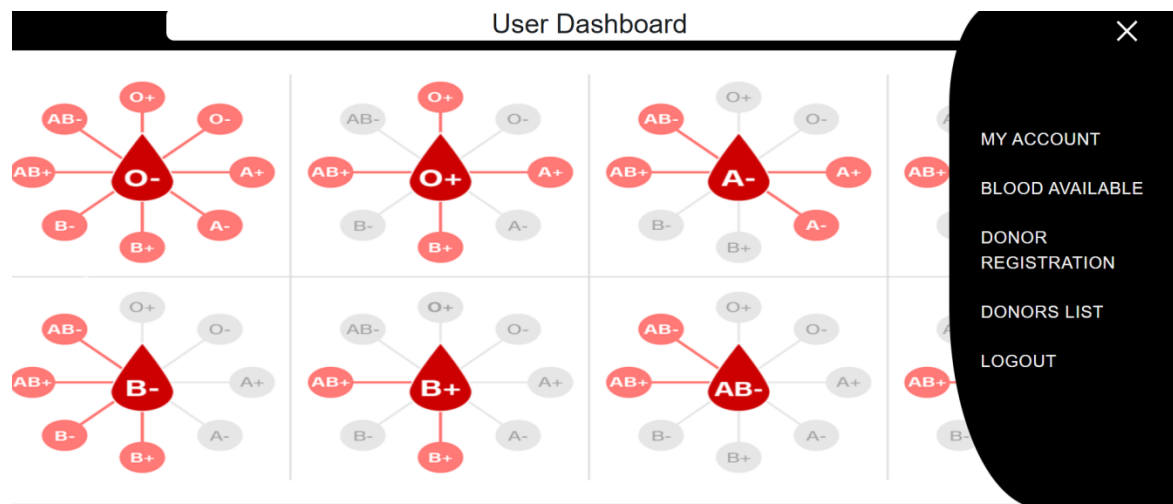 User Dashboard
O+
AB-
O-
AB+
O-
A+
B-
A-
B+
O+
AB-
O-
AB+
O+
A+
B-
A-
B+
O+
AB-
O-
AB+
A-
A+
B-
A-
B+
AB+
O+
AB-
O-
AB+
B-
A+
B-
A-
B+
O+
AB-
O-
AB+
B+
A+
B-
A-
B+
O+
AB-
O-
AB+
AB-
A+
B-
A-
B+
AB+
B-
MY ACCOUNT
BLOOD AVAILABLE
DONOR
REGISTRATION
DONORS LIST
LOGOUT